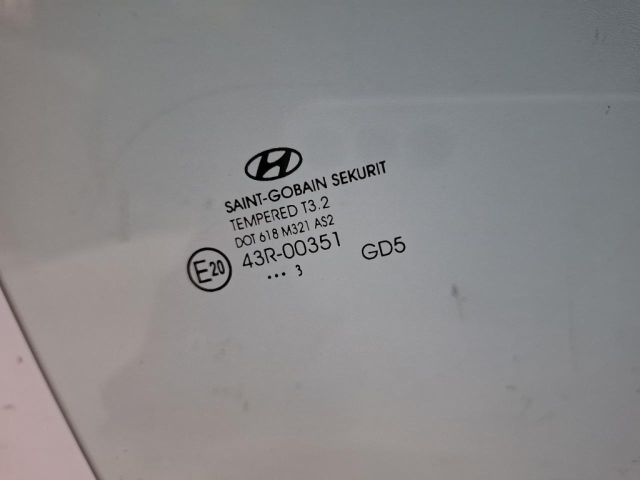 SAINT-GOBAIN SEKURIT
TEMPERED T3.2
DOT 618 M321 AS2
E20 43R-00351 GD5
... 3